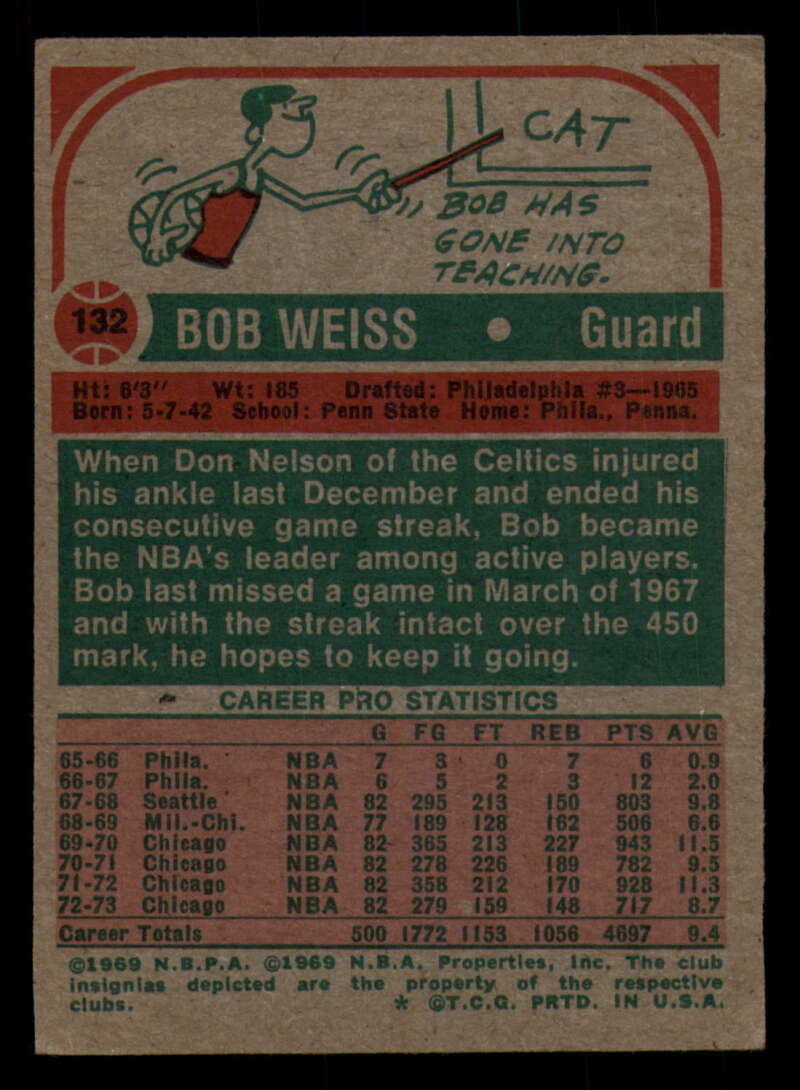 CAT
BOB HAS
GONE INTO
TEACHING.
132 BOB WEISS • Guard
Ht: 6'3" Wt: 185 Drafted: Philadelphia #3—1965
Born: 5-7-42 School: Penn State Home: Phila., Penna.
When Don Nelson of the Celtics injured
his ankle last December and ended his
consecutive game streak, Bob became
the NBA's leader among active players.
Bob last missed a game in March of 1967
and with the streak intact over the 450
mark, he hopes to keep it going.
CAREER PRO STATISTICS
G FG FT REB PTS AVG
65-66 Phila. NBA 7 3 0 7 6 0.9
66-67 Phila. NBA 6 5 2 3 12 2.0
67-68 Seattle NBA 82 295 213 150 803 9.8
68-69 Mil.-Chi. NBA 77 189 128 162 506 6.6
69-70 Chicago NBA 82 365 213 227 943 11.5
70-71 Chicago NBA 82 278 226 189 782 9.5
71-72 Chicago NBA 82 358 212 170 928 11.3
72-73 Chicago NBA 82 279 159 148 717 8.7
Career Totals 500 1772 1153 1056 4697 9.4
©1969 N.B.P.A. ©1969 N.B.A. Properties, Inc. The club
insignias depicted are the property of the respective
clubs. * ©T.C.G. PRTD. IN U.S.A.